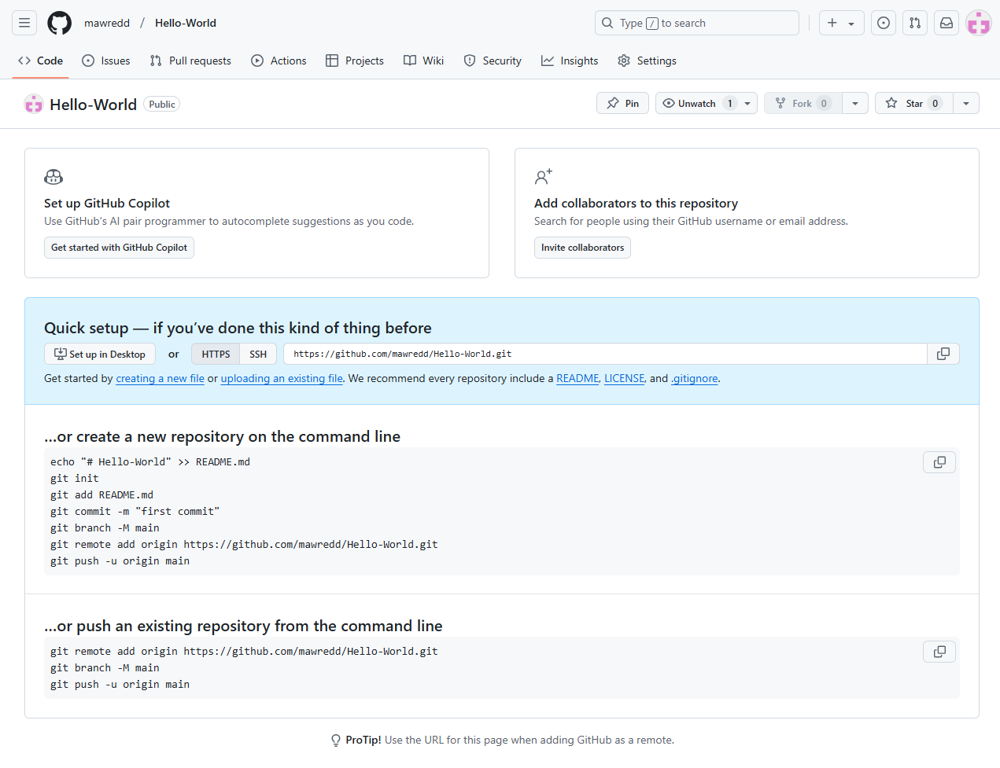 mawredd / Hello-World
Type / to search
Code Issues Pull requests Actions Projects Wiki Security Insights Settings
Hello-World Public
Pin Unwatch 1 Fork 0 Star 0
Set up GitHub Copilot
Use GitHub's AI pair programmer to autocomplete suggestions as you code.
Get started with GitHub Copilot
Add collaborators to this repository
Search for people using their GitHub username or email address.
Invite collaborators
Quick setup — if you’ve done this kind of thing before
Set up in Desktop or HTTPS SSH https://github.com/mawredd/Hello-World.git
Get started by creating a new file or uploading an existing file. We recommend every repository include a README, LICENSE, and .gitignore.
…or create a new repository on the command line
echo "# Hello-World" >> README.md
git init
git add README.md
git commit -m "first commit"
git branch -M main
git remote add origin https://github.com/mawredd/Hello-World.git
git push -u origin main
…or push an existing repository from the command line
git remote add origin https://github.com/mawredd/Hello-World.git
git branch -M main
git push -u origin main
ProTip! Use the URL for this page when adding GitHub as a remote.